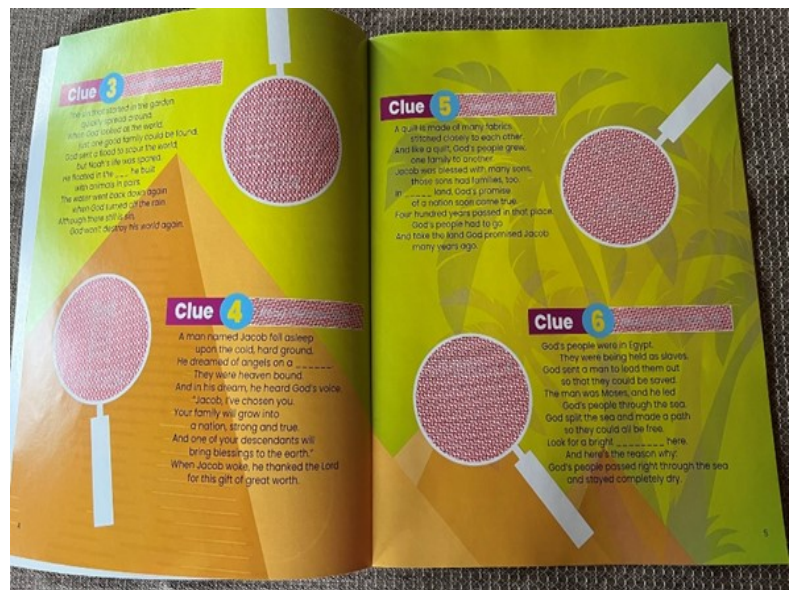 Clue 3
The sin that started in the garden
quickly spread around.
When God looked at the world,
just one good family could be found.
God sent a flood to scour the world,
but Noah's life was spared.
He floated in the ___ he built
with animals in pairs.
The water went back down again
when God turned off the rain.
Although there still is sin,
God won't destroy his world again.
Clue 4
A man named Jacob fell asleep
upon the cold, hard ground.
He dreamed of angels on a ______
They were heaven bound.
And in his dream, he heard God's voice.
"Jacob, I've chosen you.
Your family will grow into
a nation, strong and true.
And one of your descendants will
bring blessings to the earth."
When Jacob woke, he thanked the Lord
for this gift of great worth.
4
Clue 5
A quilt is made of many fabrics
stitched closely to each other.
And like a quilt, God's people grew,
one family to another.
Jacob was blessed with many sons,
those sons had families, too.
In _____ land, God's promise
of a nation soon came true.
Four hundred years passed in that place.
God's people had to go
And take the land God promised Jacob
many years ago.
Clue 6
God's people were in Egypt.
They were being held as slaves.
God sent a man to lead them out
so that they could be saved.
The man was Moses, and he led
God's people through the sea.
God split the sea and made a path
so they could all be free.
Look for a bright ________ here.
And here's the reason why:
God's people passed right through the sea
and stayed completely dry.
5